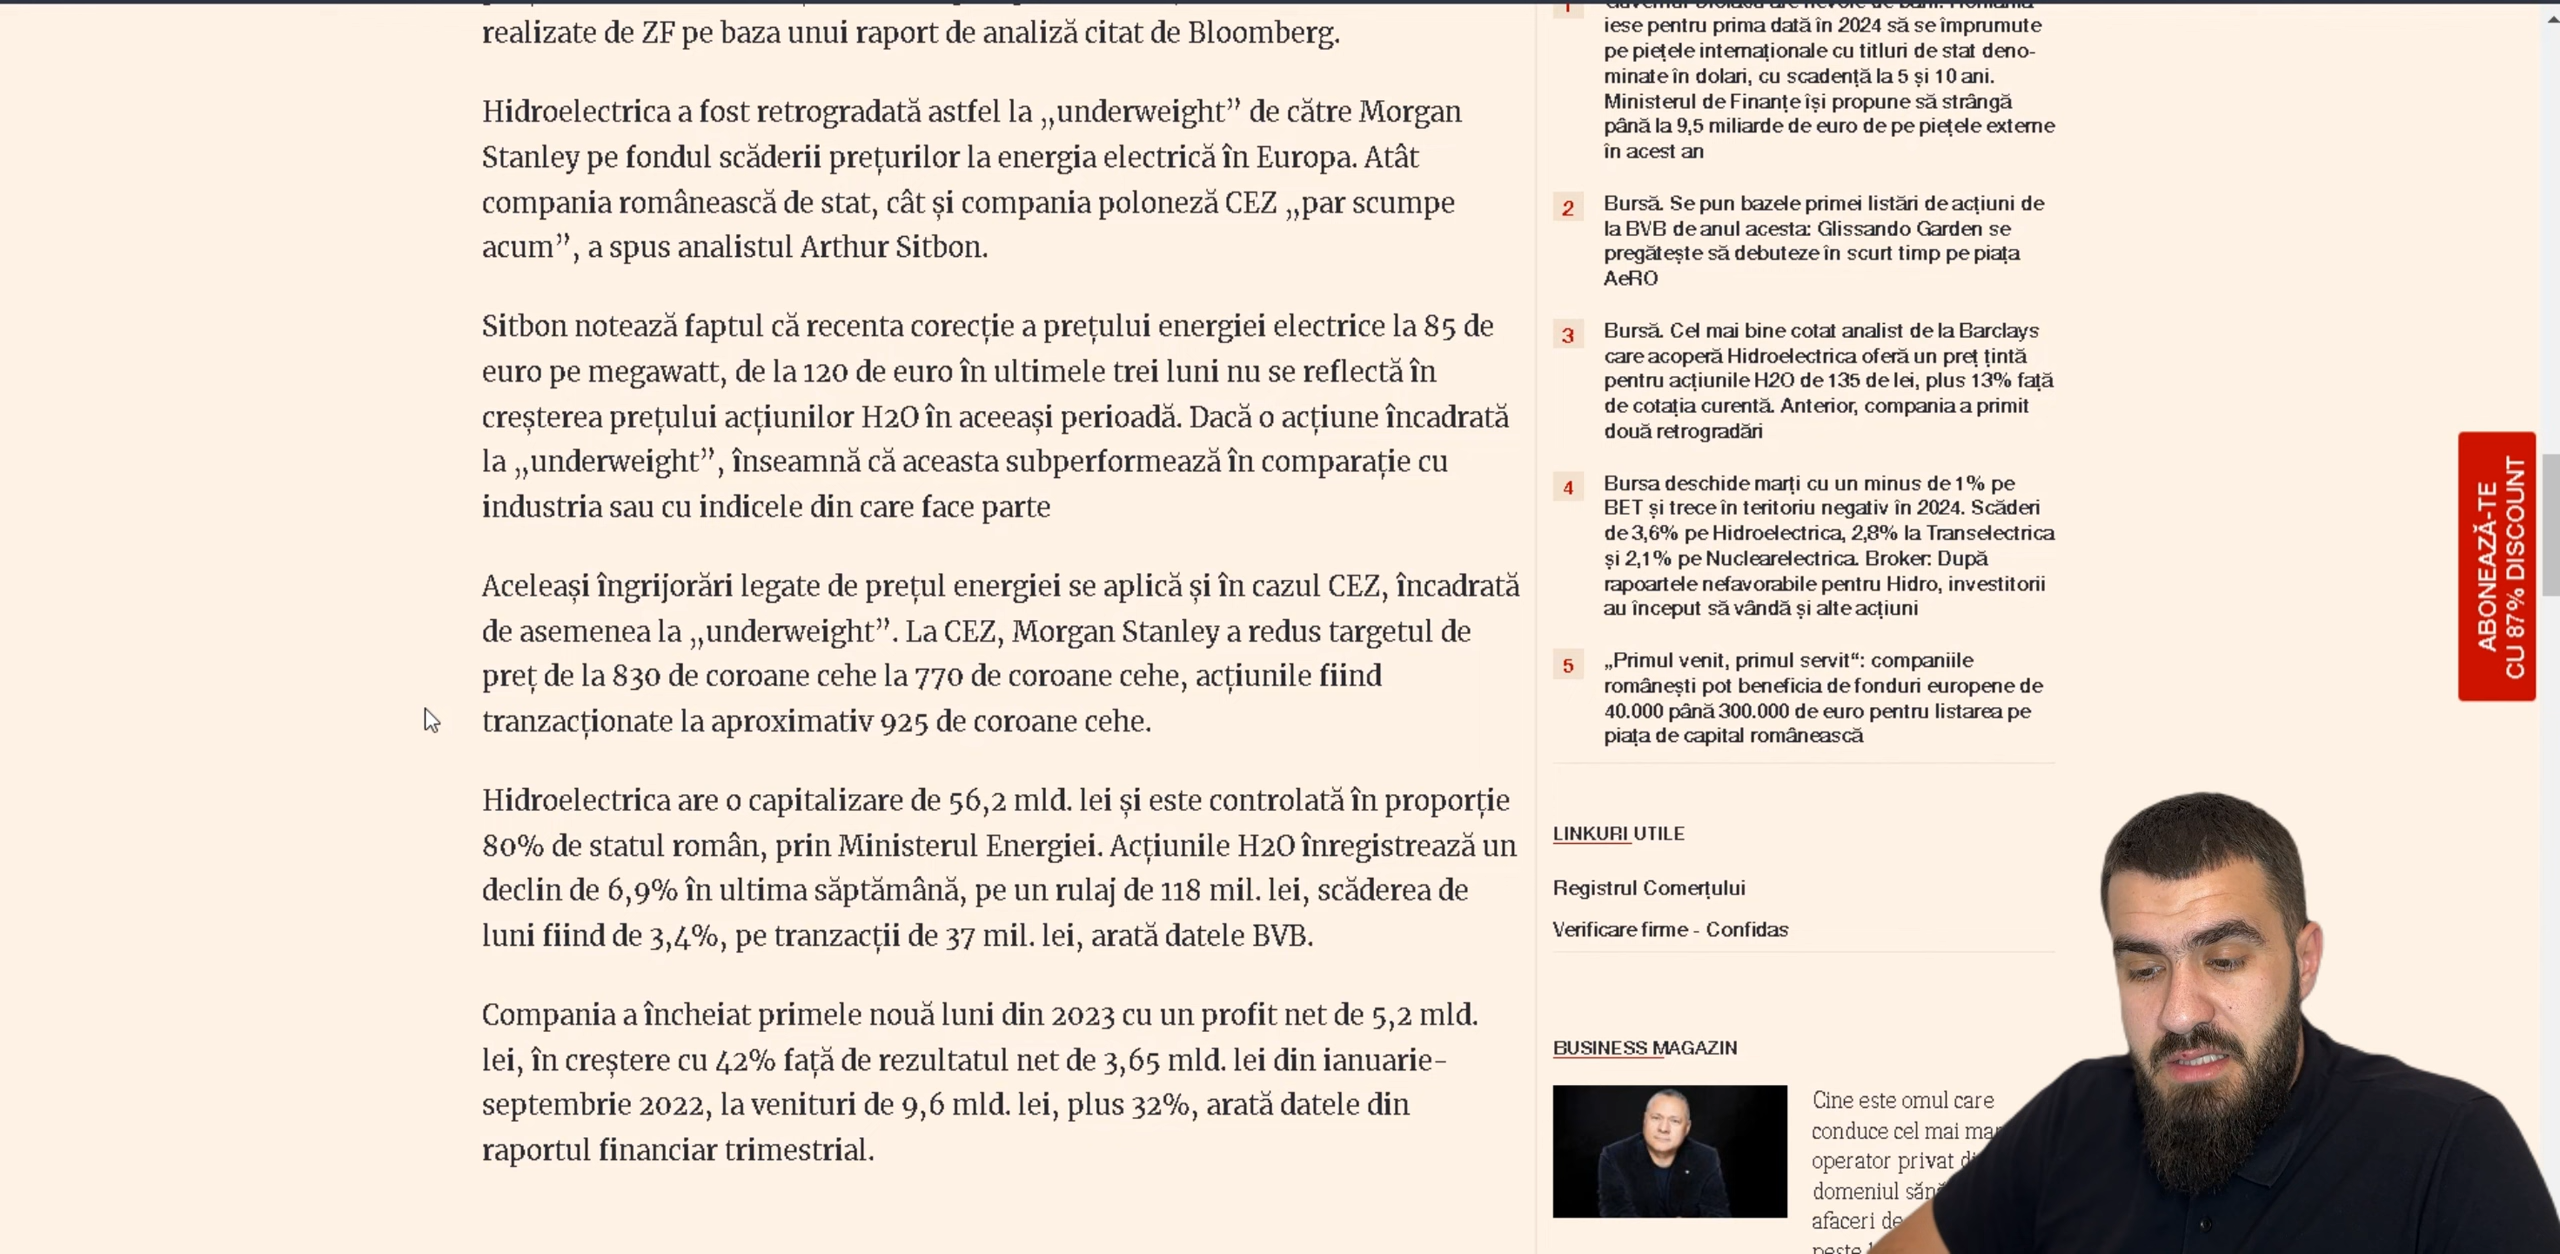 realizate de ZF pe baza unui raport de analiză citat de Bloomberg.
Hidroelectrica a fost retrogradată astfel la „underweight” de către Morgan
Stanley pe fondul scăderii prețurilor la energia electrică în Europa. Atât
compania românească de stat, cât și compania poloneză CEZ „par scumpe
acum”, a spus analistul Arthur Sitbon.
Sitbon notează faptul că recenta corecție a prețului energiei electrice la 85 de
euro pe megawatt, de la 120 de euro în ultimele trei luni nu se reflectă în
creșterea prețului acțiunilor H2O în aceeași perioadă. Dacă o acțiune încadrată
la „underweight”, înseamnă că aceasta subperformează în comparație cu
industria sau cu indicele din care face parte
Aceleași îngrijorări legate de prețul energiei se aplică și în cazul CEZ, încadrată
de asemenea la „underweight”. La CEZ, Morgan Stanley a redus targetul de
preț de la 830 de coroane cehe la 770 de coroane cehe, acțiunile fiind
tranzacționate la aproximativ 925 de coroane cehe.
Hidroelectrica are o capitalizare de 56,2 mld. lei și este controlată în proporție
80% de statul român, prin Ministerul Energiei. Acțiunile H2O înregistrează un
declin de 6,9% în ultima săptămână, pe un rulaj de 118 mil. lei, scăderea de
luni fiind de 3,4%, pe tranzacții de 37 mil. lei, arată datele BVB.
Compania a încheiat primele nouă luni din 2023 cu un profit net de 5,2 mld.
lei, în creștere cu 42% față de rezultatul net de 3,65 mld. lei din ianuarie-
septembrie 2022, la venituri de 9,6 mld. lei, plus 32%, arată datele din
raportul financiar trimestrial.
1
iese pentru prima dată în 2024 să se împrumute
pe piețele internaționale cu titluri de stat deno-
minate în dolari, cu scadență la 5 și 10 ani.
Ministerul de Finanțe își propune să strângă
până la 9,5 miliarde de euro de pe piețele externe
în acest an
2
Bursă. Se pun bazele primei listări de acțiuni de
la BVB de anul acesta: Glissando Garden se
pregătește să debuteze în scurt timp pe piața
AeRO
3
Bursă. Cel mai bine cotat analist de la Barclays
care acoperă Hidroelectrica oferă un preț țintă
pentru acțiunile H2O de 135 de lei, plus 13% față
de cotația curentă. Anterior, compania a primit
două retrogradări
4
Bursa deschide marți cu un minus de 1% pe
BET și trece în teritoriu negativ în 2024. Scăderi
de 3,6% pe Hidroelectrica, 2,8% la Transelectrica
și 2,1% pe Nuclearelectrica. Broker: După
rapoartele nefavorabile pentru Hidro, investitorii
au început să vândă și alte acțiuni
5
„Primul venit, primul servit“: companiile
românești pot beneficia de fonduri europene de
40.000 până 300.000 de euro pentru listarea pe
piața de capital românească
LINKURI UTILE
Registrul Comerțului
Verificare firme - Confidas
BUSINESS MAGAZIN
Cine este omul care
conduce cel mai
operator privat
domeniul
afaceri de
ABONEAZĂ-TE
CU 87% DISCOUNT